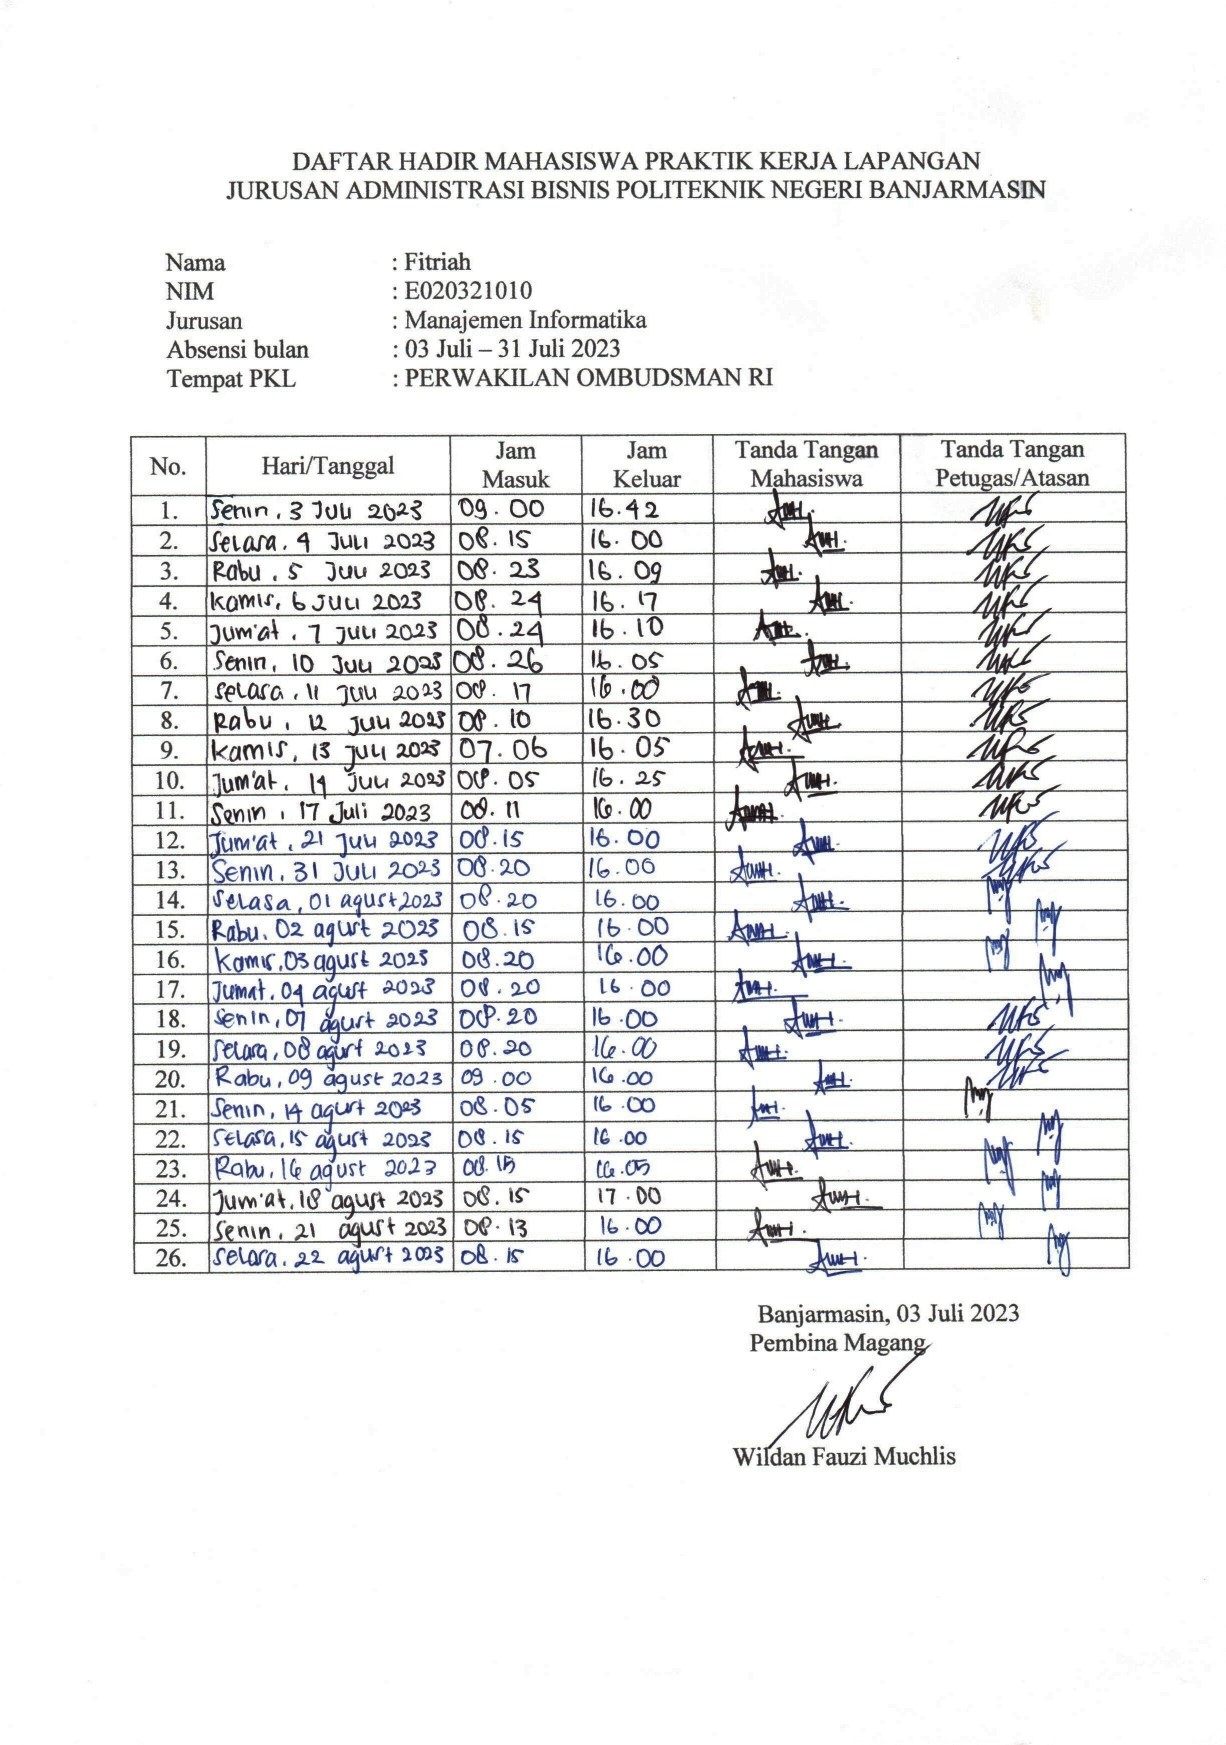 DAFTAR HADIR MAHASISWA PRAKTIK KERJA LAPANGAN
JURUSAN ADMINISTRASI BISNIS POLITEKNIK NEGERI BANJARMASIN
Nama : Fitriah
NIM : E020321010
Jurusan : Manajemen Informatika
Absensi bulan : 03 Juli – 31 Juli 2023
Tempat PKL : PERWAKILAN OMBUDSMAN RI
No. Hari/Tanggal Jam Masuk Jam Keluar Tanda Tangan Mahasiswa Tanda Tangan Petugas/Atasan
1. Senin, 3 Juli 2023 09.00 16.42
2. Selasa, 4 Juli 2023 08.15 16.00
3. Rabu, 5 Juli 2023 08.23 16.09
4. Kamis, 6 Juli 2023 08.24 16.17
5. Jum'at, 7 Juli 2023 08.24 16.10
6. Senin, 10 Juli 2023 08.26 16.05
7. Selasa, 11 Juli 2023 08.17 16.00
8. Rabu, 12 Juli 2023 08.10 16.30
9. Kamis, 13 Juli 2023 07.06 16.05
10. Jum'at, 14 Juli 2023 08.05 16.25
11. Senin, 17 Juli 2023 08.11 16.00
12. Jum'at, 21 Juli 2023 08.15 16.00
13. Senin, 31 Juli 2023 08.20 16.00
14. Selasa, 01 agust 2023 08.20 16.00
15. Rabu, 02 agust 2023 08.15 16.00
16. Kamis, 03 agust 2023 08.20 16.00
17. Jumat, 04 agust 2023 08.20 16.00
18. Senin, 07 agust 2023 08.20 16.00
19. Selasa, 08 agust 2023 08.20 16.00
20. Rabu, 09 agust 2023 09.00 16.00
21. Senin, 14 agust 2023 08.05 16.00
22. Selasa, 15 agust 2023 08.15 16.00
23. Rabu, 16 agust 2023 08.15 16.05
24. Jum'at, 18 agust 2023 08.15 17.00
25. Senin, 21 agust 2023 08.13 16.00
26. Selasa, 22 agust 2023 08.15 16.00
Banjarmasin, 03 Juli 2023
Pembina Magang
Wildan Fauzi Muchlis